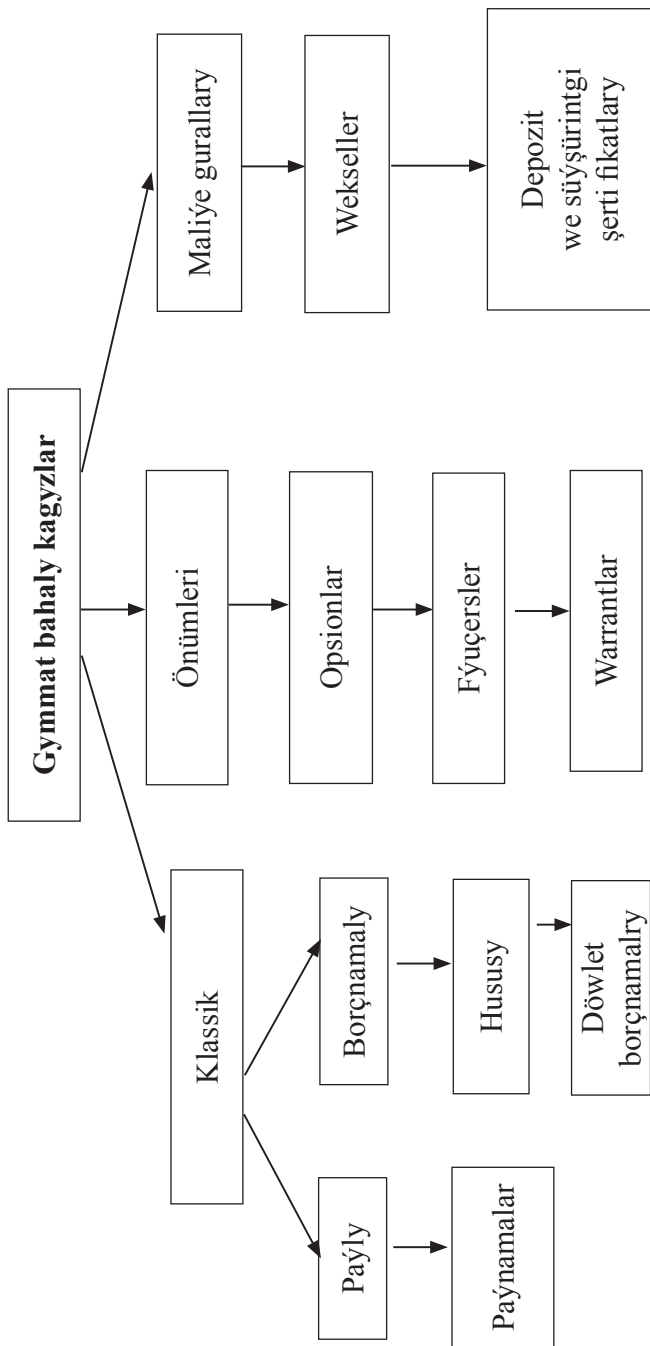 Gymmat bahaly kagyzlar
Klassik
Önümleri
Maliýe gurallary
Paýly
Borçnamaly
Opsionlar
Wekseller
Paýnamalar
Hususy
Fýuçersler
Depozit
we süýşürintgi
şerti fikatlary
Döwlet
borçnamalry
Warrantlar